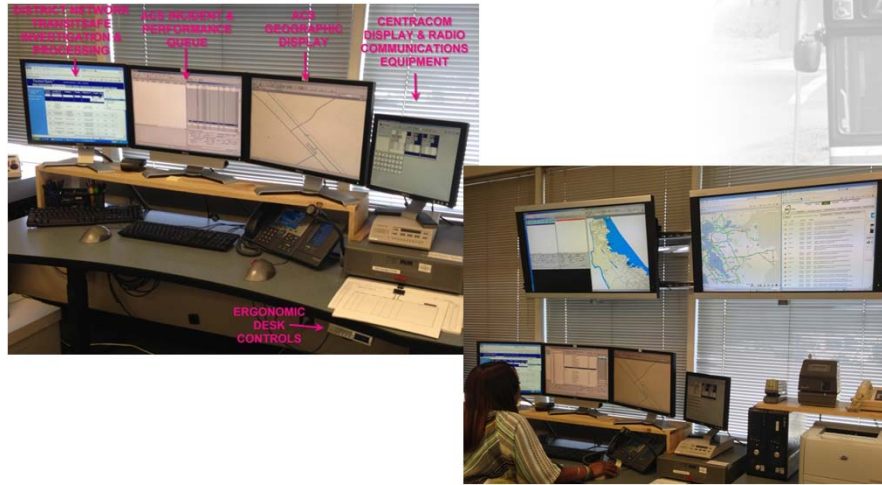 DISTRICT NETWORK
TRANSITSAFE
INVESTIGATION &
PROCESSING
ACS INCIDENT &
PERFORMANCE
QUEUE
ACS
GEOGRAPHIC
DISPLAY
CENTRACOM
DISPLAY & RADIO
COMMUNICATIONS
EQUIPMENT
ERGONOMIC
DESK
CONTROLS